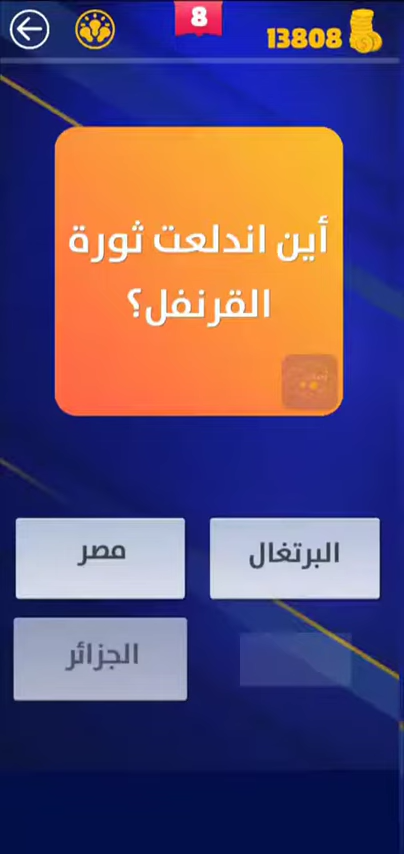 8
13808
أين اندلعت ثورة
القرنفل؟
البرتغال
مصر
الجزائر